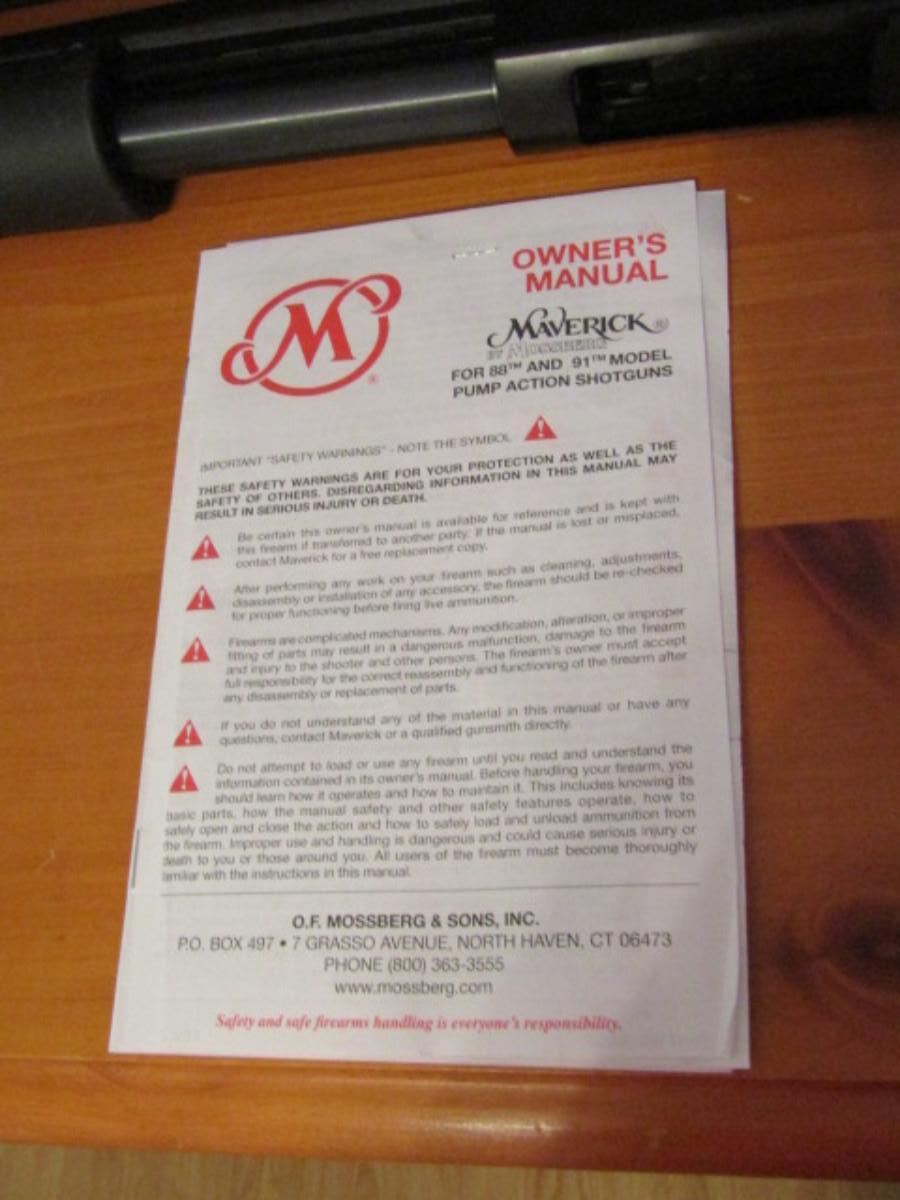 M
®
OWNER'S
MANUAL
MAVERICK®
BY MOSSBERG
FOR 88™ AND 91™ MODEL
PUMP ACTION SHOTGUNS
IMPORTANT "SAFETY WARNINGS" - NOTE THE SYMBOL
THESE SAFETY WARNINGS ARE FOR YOUR PROTECTION AS WELL AS THE
SAFETY OF OTHERS. DISREGARDING INFORMATION IN THIS MANUAL MAY
RESULT IN SERIOUS INJURY OR DEATH.
Be certain this owner's manual is available for reference and is kept with
this firearm if transferred to another party. If the manual is lost or misplaced,
contact Maverick for a free replacement copy.
After performing any work on your firearm such as cleaning, adjustments,
disassembly or installation of any accessory, the firearm should be re-checked
for proper functioning before firing live ammunition.
Firearms are complicated mechanisms. Any modification, alteration, or improper
fitting of parts may result in a dangerous malfunction, damage to the firearm
and injury to the shooter and other persons. The firearm's owner must accept
full responsibility for the correct reassembly and functioning of the firearm after
any disassembly or replacement of parts.
If you do not understand any of the material in this manual or have any
questions, contact Maverick or a qualified gunsmith directly.
Do not attempt to load or use any firearm until you read and understand the
information contained in its owner's manual. Before handling your firearm, you
should learn how it operates and how to maintain it. This includes knowing its
basic parts, how the manual safety and other safety features operate, how to
safely open and close the action and how to safely load and unload ammunition from
the firearm. Improper use and handling is dangerous and could cause serious injury or
death to you or those around you. All users of the firearm must become thoroughly
familiar with the instructions in this manual.
O.F. MOSSBERG & SONS, INC.
P.O. BOX 497 • 7 GRASSO AVENUE, NORTH HAVEN, CT 06473
PHONE (800) 363-3555
www.mossberg.com
Safety and safe firearms handling is everyone's responsibility.